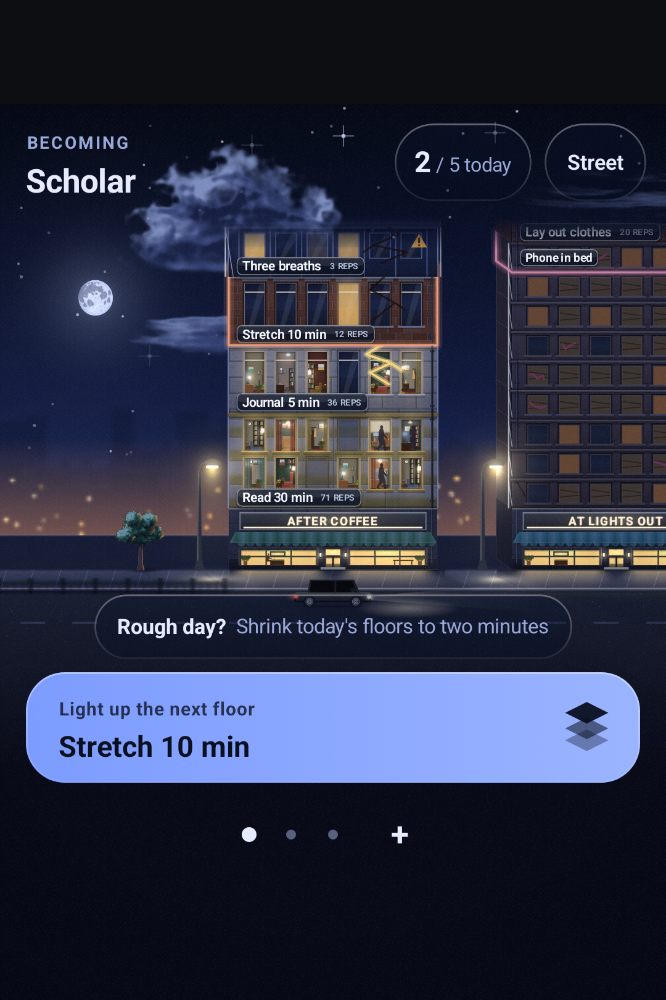 BECOMING
Scholar
2 / 5 today
Street
Lay out clothes 20 REPS
Phone in bed
Three breaths 3 REPS
Stretch 10 min 12 REPS
Journal 5 min 36 REPS
Read 30 min 71 REPS
AFTER COFFEE
AT LIGHTS OUT
Rough day? Shrink today's floors to two minutes
Light up the next floor
Stretch 10 min